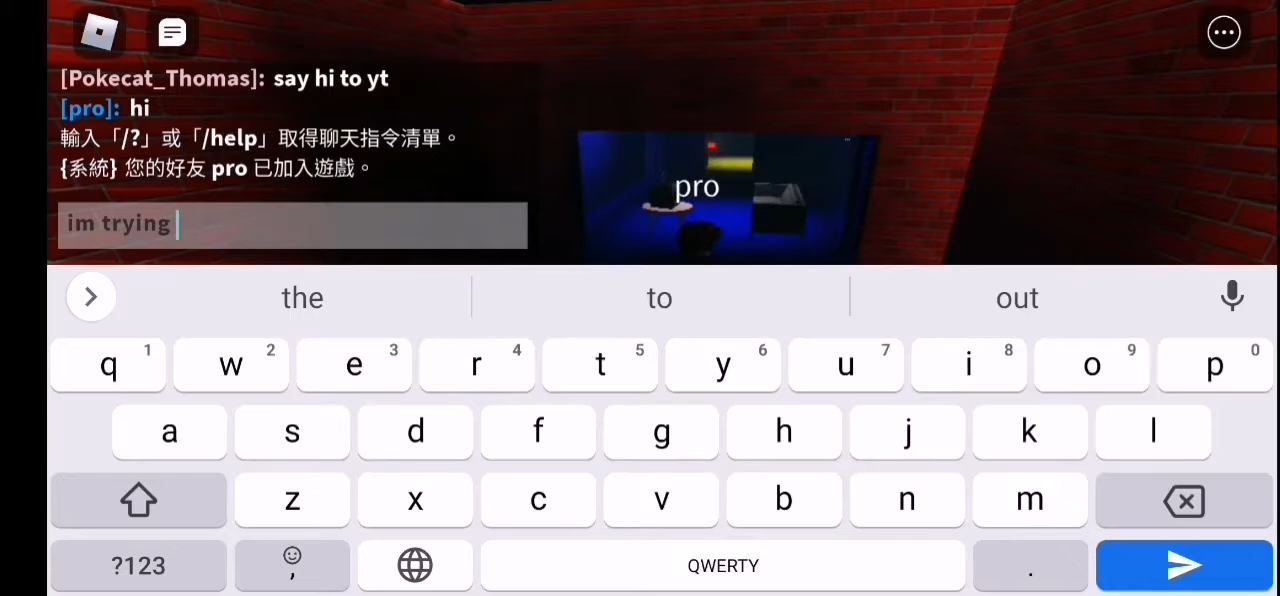 [Pokecat_Thomas]: say hi to yt
[pro]: hi
輸入「/?」或「/help」取得聊天指令清單。
{系統} 您的好友 pro 已加入遊戲。
pro
im trying
the to out
q 1 w 2 e 3 r 4 t 5 y 6 u 7 i 8 o 9 p 0
a s d f g h j k l
z x c v b n m
?123 , QWERTY .